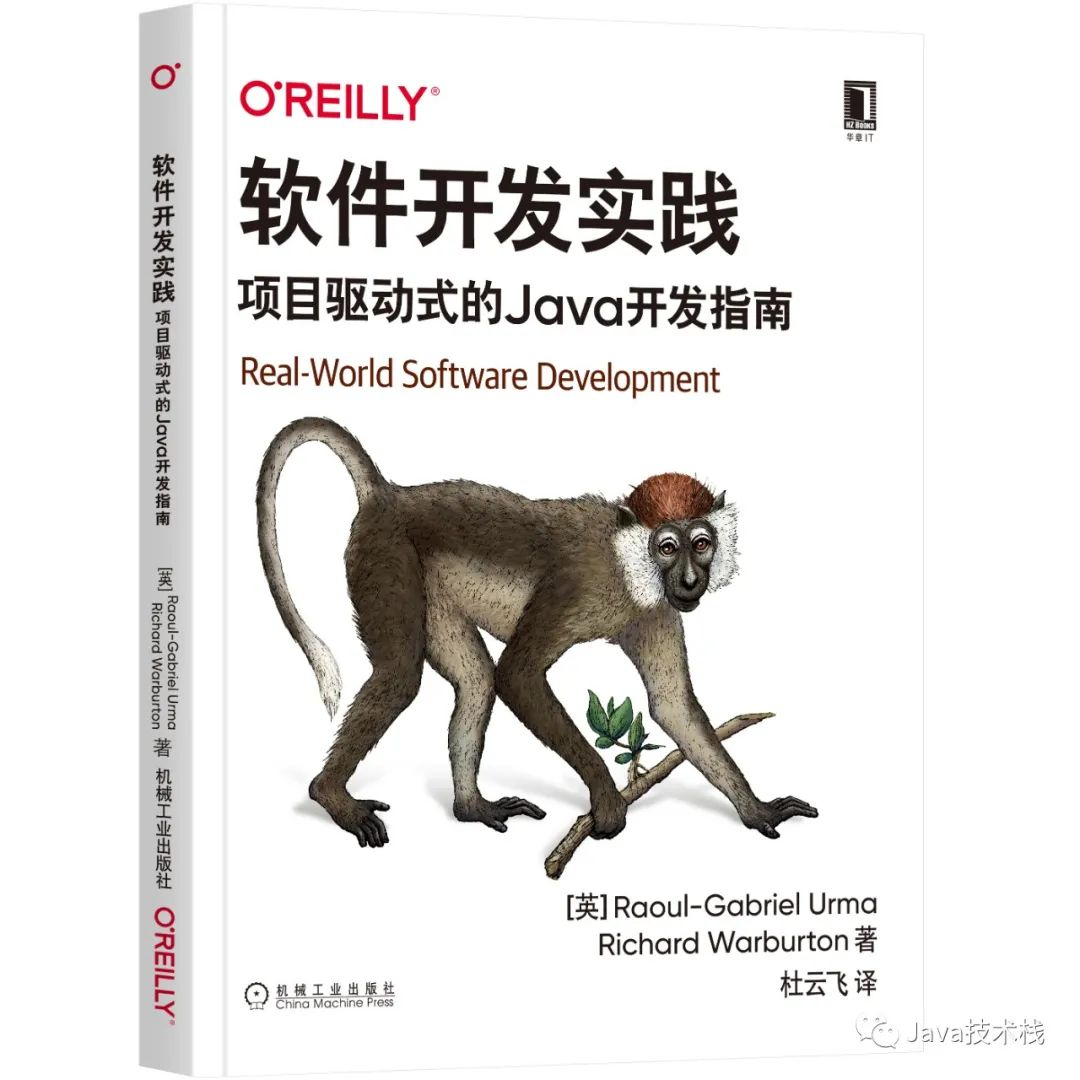 O'REILLY®
HZ Books
华章IT
软件开发实践
项目驱动式的Java开发指南
Real-World Software Development
[英]Raoul-Gabriel Urma
Richard Warburton 著
杜云飞 译
机械工业出版社
China Machine Press
软件开发实践 项目驱动式的Java开发指南
[英] Raoul-Gabriel Urma
Richard Warburton 著
机械工业出版社
O'REILLY®
Java技术栈